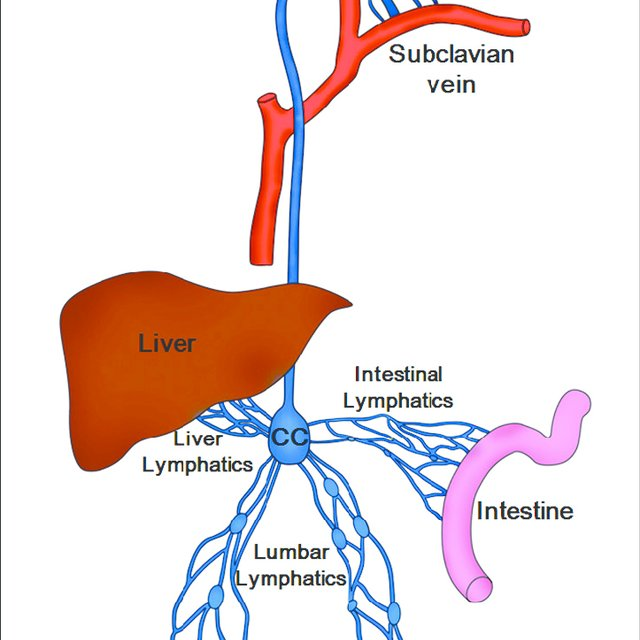 Subclavian
vein
Liver
Intestinal
Lymphatics
CC
Liver
Lymphatics
Intestine
Lumbar
Lymphatics